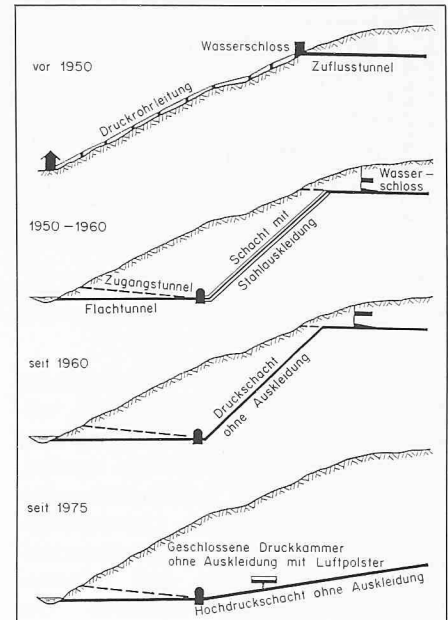 vor 1950
Wasserschloss
Zuflusstunnel
Druckrohrleitung
1950-1960
Wasser-
schloss
Schacht mit
Stahlauskleidung
Zugangstunnel
Flachtunnel
seit 1960
Druckschacht
ohne Auskleidung
seit 1975
Geschlossene Druckkammer
ohne Auskleidung mit Luftpolster
Hochdruckschacht ohne Auskleidung